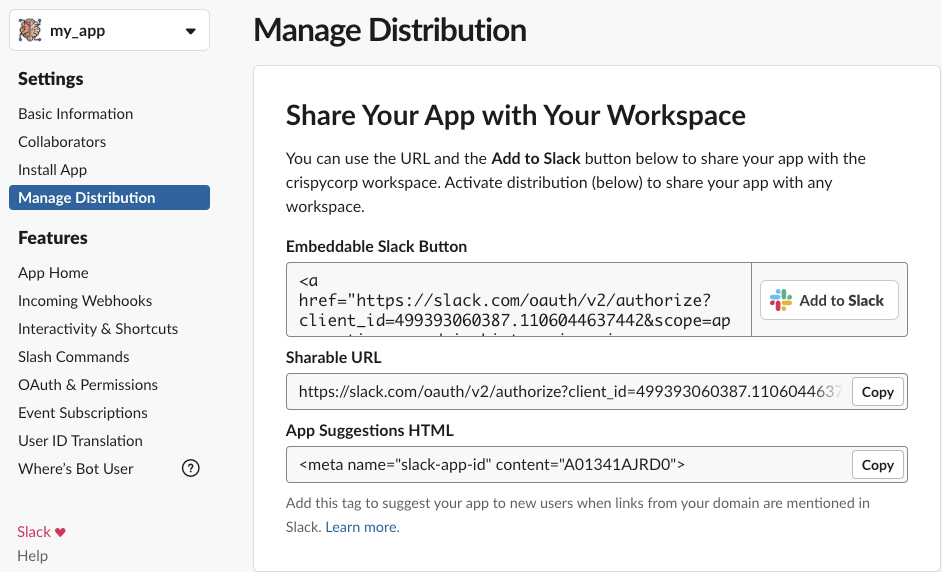 my_app
Manage Distribution
Settings
Basic Information
Collaborators
Install App
Manage Distribution
Features
App Home
Incoming Webhooks
Interactivity & Shortcuts
Slash Commands
OAuth & Permissions
Event Subscriptions
User ID Translation
Where's Bot User
?
Slack
Help
Share Your App with Your Workspace
You can use the URL and the Add to Slack button below to share your app with the
crispycorp workspace. Activate distribution (below) to share your app with any
workspace.
Embeddable Slack Button
<a
href="https://slack.com/oauth/v2/authorize?
client_id=499393060387.1106044637442&scope=ap
Add to Slack
Sharable URL
https://slack.com/oauth/v2/authorize?client_id=499393060387.1106044637
Copy
App Suggestions HTML
<meta name="slack-app-id" content="A01341AJRD0">
Copy
Add this tag to suggest your app to new users when links from your domain are mentioned in
Slack. Learn more.